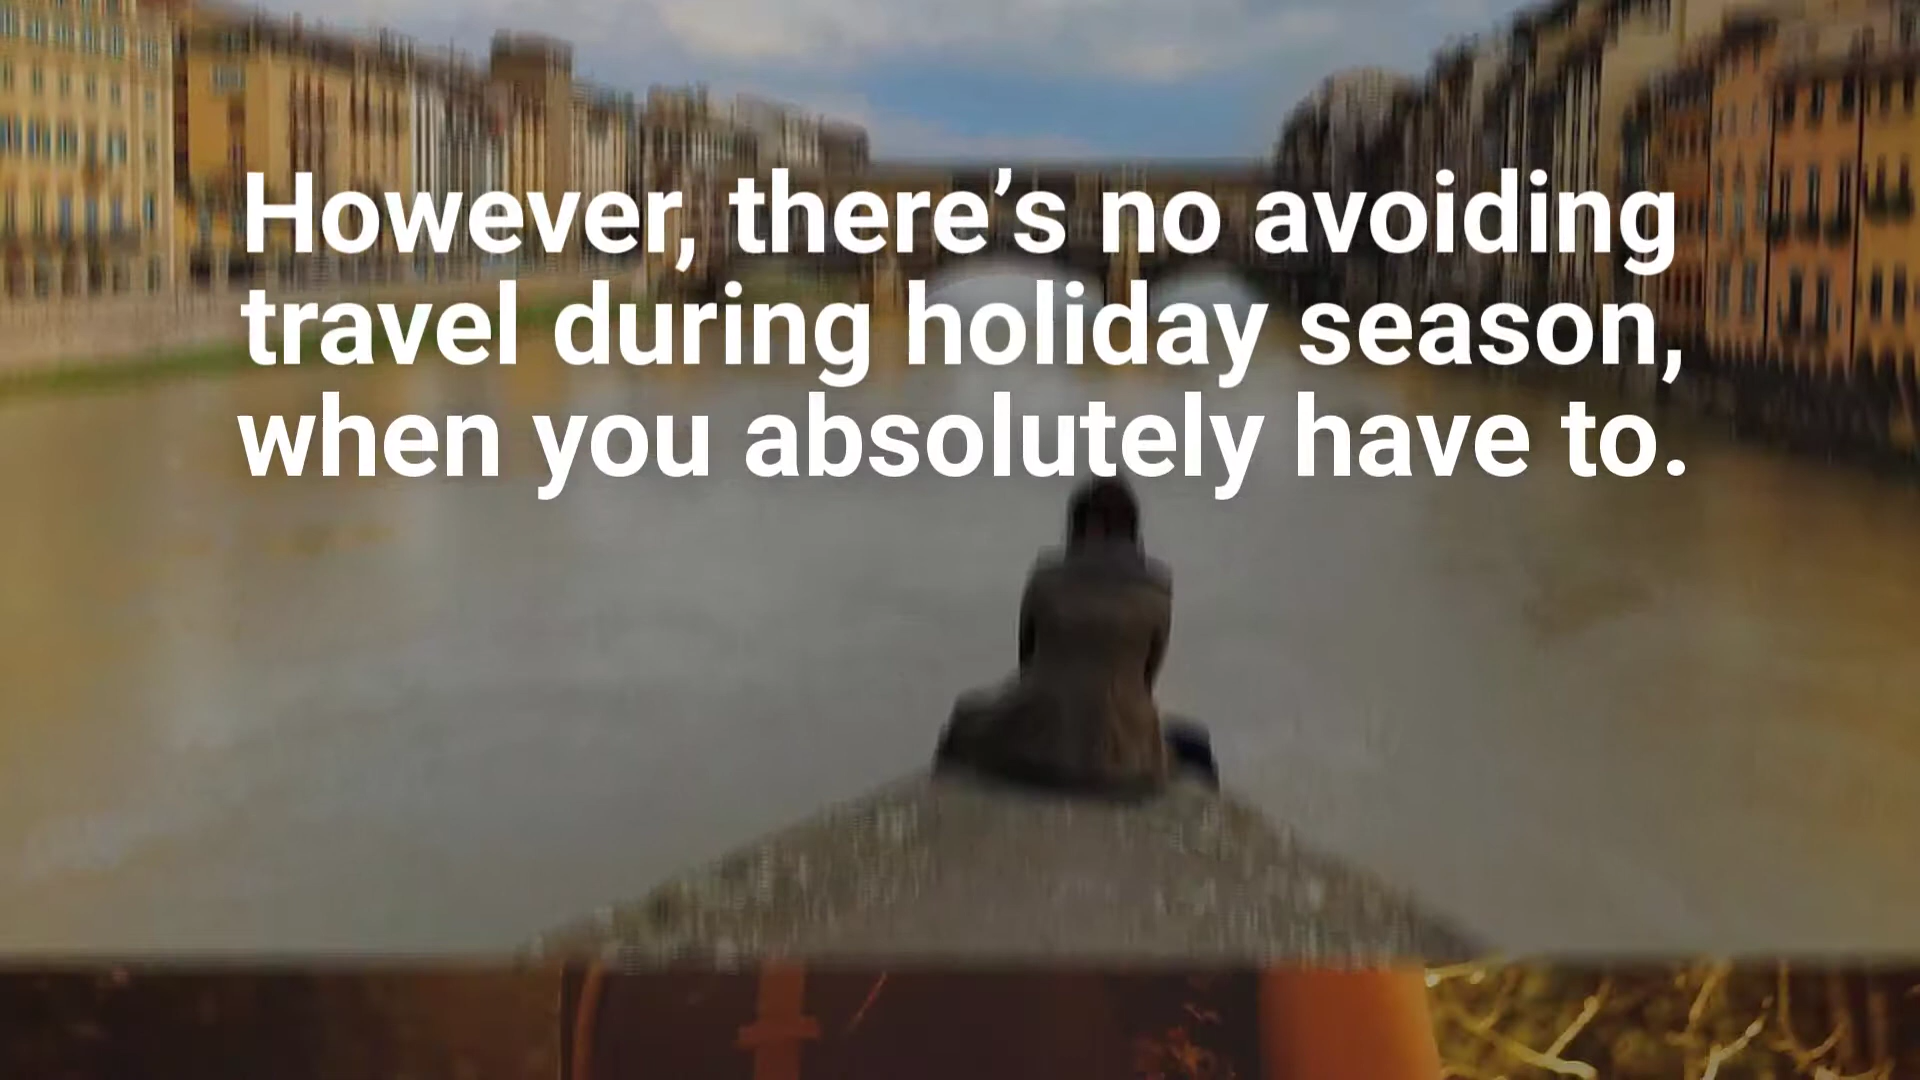 However, there’s no avoiding
travel during holiday season,
when you absolutely have to.